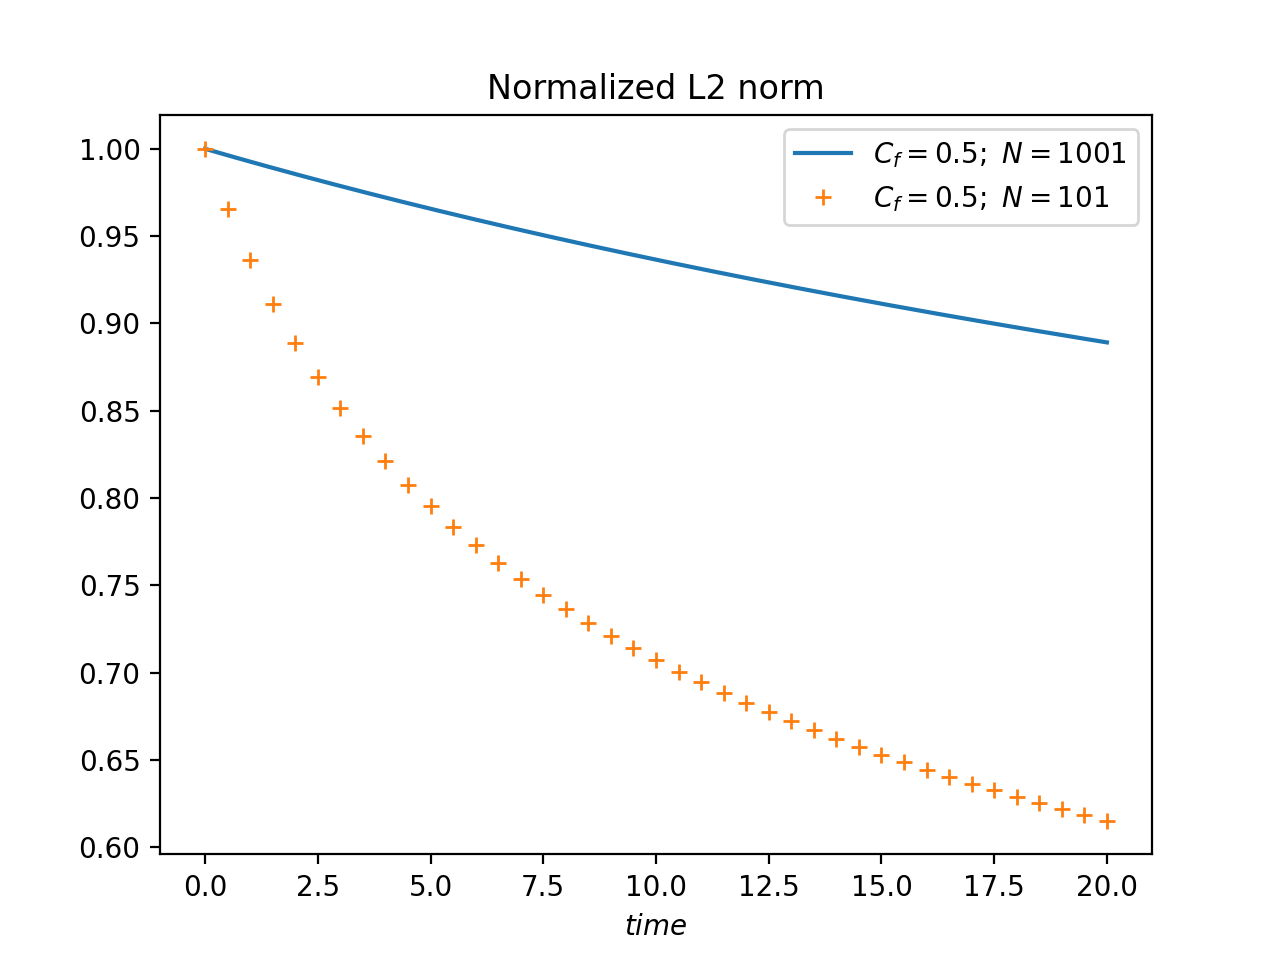 Normalized L2 norm
C_f = 0.5; N = 1001
C_f = 0.5; N = 101
1.00
0.95
0.90
0.85
0.80
0.75
0.70
0.65
0.60
0.0 2.5 5.0 7.5 10.0 12.5 15.0 17.5 20.0
time